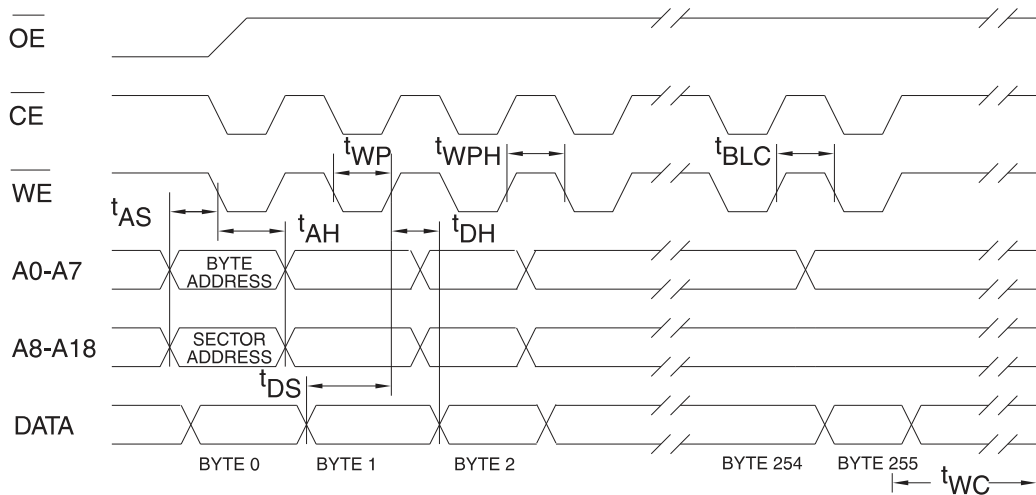 OE
CE
tWP tWPH tBLC
WE
tAS tAH tDH
A0-A7 BYTE ADDRESS
A8-A18 SECTOR ADDRESS
tDS
DATA
BYTE 0 BYTE 1 BYTE 2 BYTE 254 BYTE 255
tWC